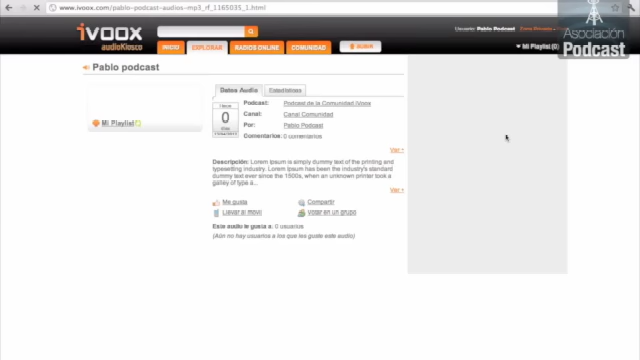 www.ivoox.com/pablo-podcast-audios-mp3_rf_1165035_1.html
Asociación
Podcast
ivoox
audioKiosco
Usuario: Pablo Podcast
INICIO
EXPLORAR
RADIOS ONLINE
COMUNIDAD
SUBIR
Mi Playlist (0)
Pablo podcast
Mi Playlist
Datos Audio
Estadísticas
0
Podcast: Podcast de la Comunidad iVoox
Canal: Canal Comunidad
Por: Pablo Podcast
Comentarios: 0 comentarios
Ver +
Descripción: Lorem Ipsum is simply dummy text of the printing and
typesetting industry. Lorem Ipsum has been the industry's standard
dummy text ever since the 1500s, when an unknown printer took a
galley of type a...
Ver +
Me gusta
Compartir
Llevar al móvil
Votar en un grupo
Este audio le gusta a: 0 usuarios
(Aún no hay usuarios a los que les guste este audio)